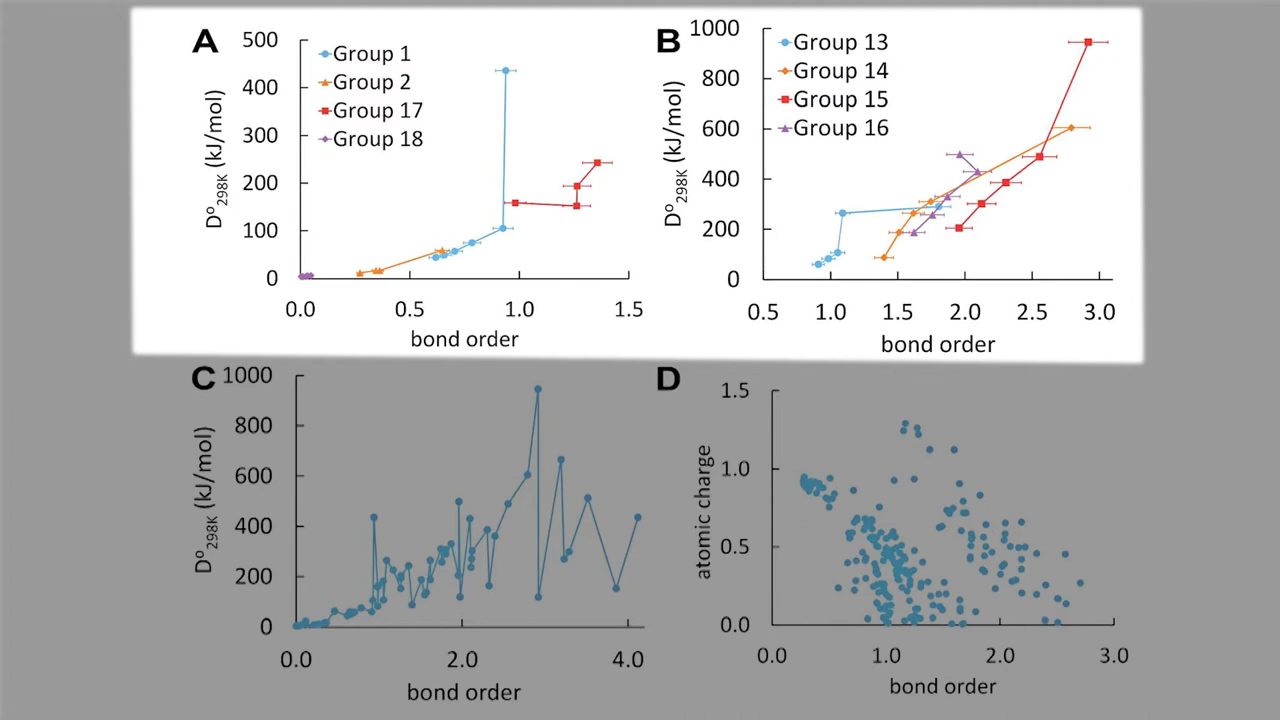 A
500
400
300
200
100
0
D°298K (kJ/mol)
Group 1
Group 2
Group 17
Group 18
0.0 0.5 1.0 1.5
bond order
B
1000
800
600
400
200
0
D°298K (kJ/mol)
Group 13
Group 14
Group 15
Group 16
0.5 1.0 1.5 2.0 2.5 3.0
bond order
C
1000
800
600
400
200
0
D°298K (kJ/mol)
0.0 2.0 4.0
bond order
D
1.5
1.0
0.5
0.0
atomic charge
0.0 1.0 2.0 3.0
bond order